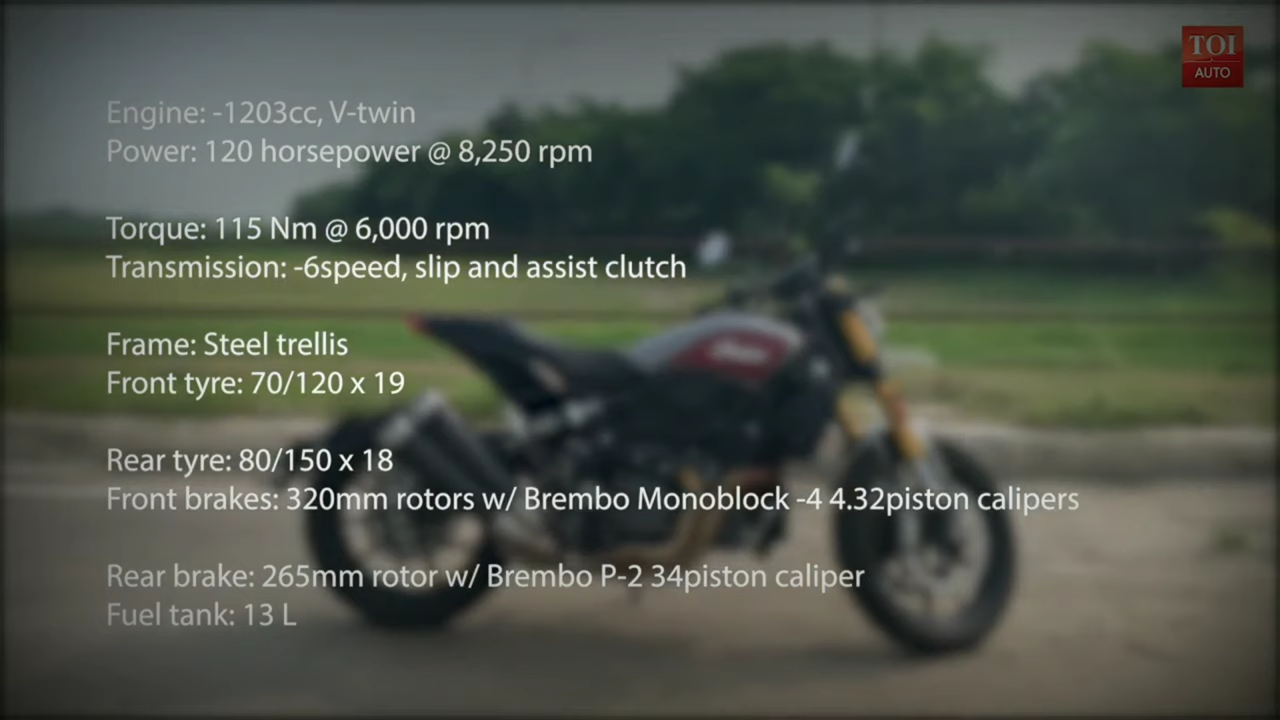 TOI
AUTO
Engine: -1203cc, V-twin
Power: 120 horsepower @ 8,250 rpm
Torque: 115 Nm @ 6,000 rpm
Transmission: -6speed, slip and assist clutch
Frame: Steel trellis
Front tyre: 70/120 x 19
Rear tyre: 80/150 x 18
Front brakes: 320mm rotors w/ Brembo Monoblock -4 4.32piston calipers
Rear brake: 265mm rotor w/ Brembo P-2 34piston caliper
Fuel tank: 13 L